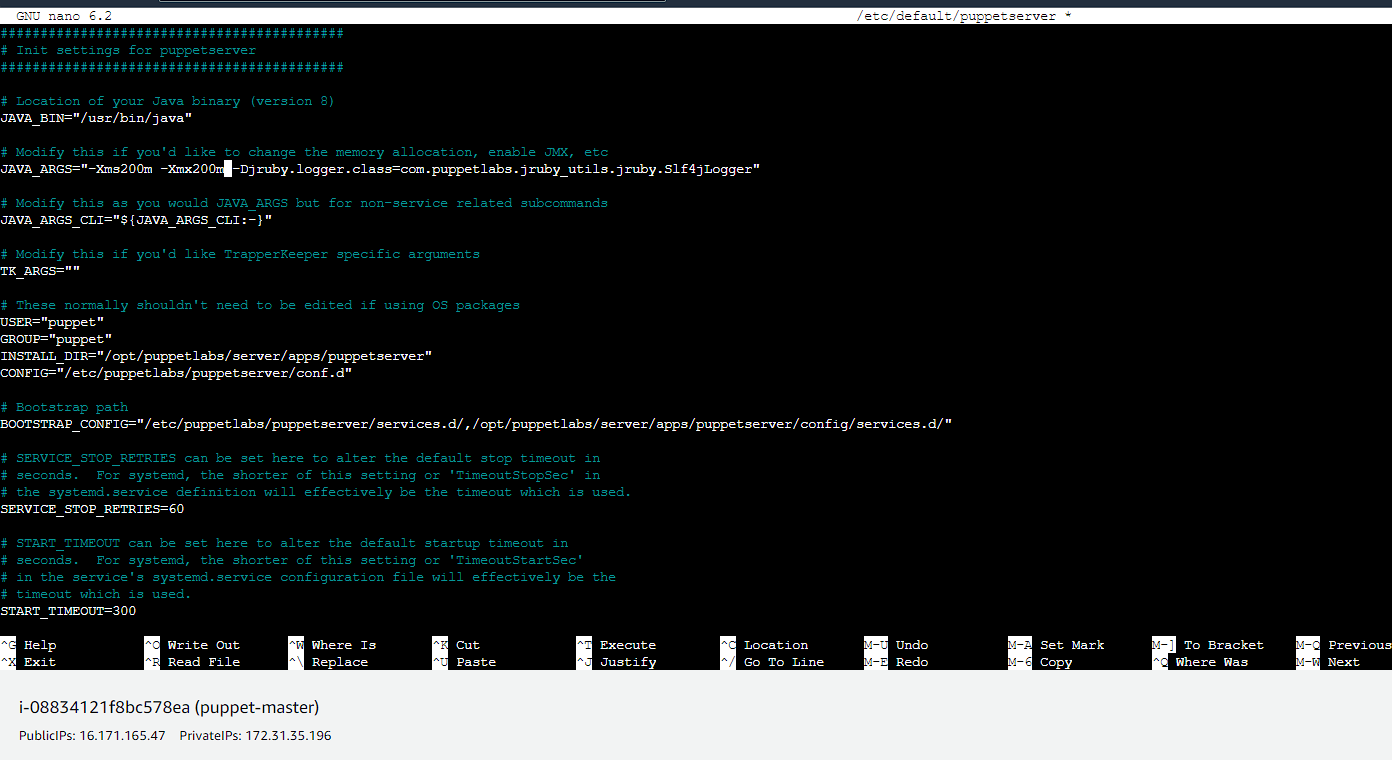 GNU nano 6.2 /etc/default/puppetserver *
###########################################
# Init settings for puppetserver
###########################################
# Location of your Java binary (version 8)
JAVA_BIN="/usr/bin/java"
# Modify this if you'd like to change the memory allocation, enable JMX, etc
JAVA_ARGS="-Xms200m -Xmx200m -Djruby.logger.class=com.puppetlabs.jruby_utils.jruby.Slf4jLogger"
# Modify this as you would JAVA_ARGS but for non-service related subcommands
JAVA_ARGS_CLI="${JAVA_ARGS_CLI:-}"
# Modify this if you'd like TrapperKeeper specific arguments
TK_ARGS=""
# These normally shouldn't need to be edited if using OS packages
USER="puppet"
GROUP="puppet"
INSTALL_DIR="/opt/puppetlabs/server/apps/puppetserver"
CONFIG="/etc/puppetlabs/puppetserver/conf.d"
# Bootstrap path
BOOTSTRAP_CONFIG="/etc/puppetlabs/puppetserver/services.d/,/opt/puppetlabs/server/apps/puppetserver/config/services.d/"
# SERVICE_STOP_RETRIES can be set here to alter the default stop timeout in
# seconds.  For systemd, the shorter of this setting or 'TimeoutStopSec' in
# the systemd.service definition will effectively be the timeout which is used.
SERVICE_STOP_RETRIES=60
# START_TIMEOUT can be set here to alter the default startup timeout in
# seconds.  For systemd, the shorter of this setting or 'TimeoutStartSec'
# in the service's systemd.service configuration file will effectively be the
# timeout which is used.
START_TIMEOUT=300
^G Help ^O Write Out ^W Where Is ^K Cut ^T Execute ^C Location M-U Undo M-A Set Mark M-] To Bracket M-Q Previous
^X Exit ^R Read File ^\ Replace ^U Paste ^J Justify ^/ Go To Line M-E Redo M-6 Copy ^Q Where Was M-W Next
i-08834121f8bc578ea (puppet-master)
PublicIPs: 16.171.165.47 PrivateIPs: 172.31.35.196